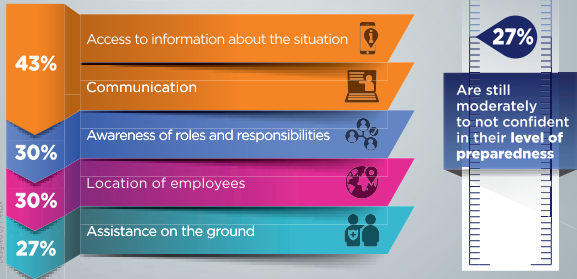 43%
Access to information about the situation
Communication
30%
Awareness of roles and responsibilities
30%
Location of employees
27%
Assistance on the ground
27%
Are still
moderately
to not confident
in their level of
preparedness